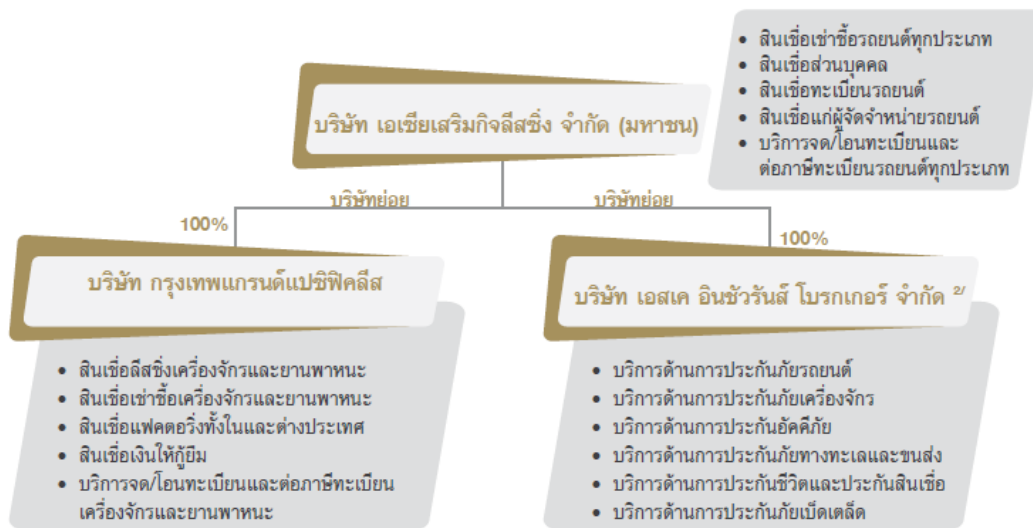 • สินเชื่อเช่าซื้อรถยนต์ทุกประเภท
• สินเชื่อส่วนบุคคล
• สินเชื่อทะเบียนรถยนต์
• สินเชื่อแก่ผู้จัดจำหน่ายรถยนต์
• บริการจด/โอนทะเบียนและ
ต่อภาษีทะเบียนรถยนต์ทุกประเภท
บริษัท เอเซียเสริมกิจลีสซิ่ง จำกัด (มหาชน)
บริษัทย่อย
บริษัทย่อย
100%
100%
บริษัท กรุงเทพแกรนด์แปซิฟิคลีส
• สินเชื่อลีสซิ่งเครื่องจักรและยานพาหนะ
• สินเชื่อเช่าซื้อเครื่องจักรและยานพาหนะ
• สินเชื่อแฟคตอริ่งทั้งในและต่างประเทศ
• สินเชื่อเงินให้กู้ยืม
• บริการจด/โอนทะเบียนและต่อภาษีทะเบียน
เครื่องจักรและยานพาหนะ
บริษัท เอสเค อินชัวรันส์ โบรกเกอร์ จำกัด 2/
• บริการด้านการประกันภัยรถยนต์
• บริการด้านการประกันภัยเครื่องจักร
• บริการด้านการประกันอัคคีภัย
• บริการด้านการประกันภัยทางทะเลและขนส่ง
• บริการด้านการประกันชีวิตและประกันสินเชื่อ
• บริการด้านการประกันภัยเบ็ดเตล็ด